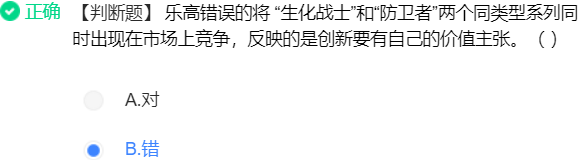 正确 【判断题】 乐高错误的将 “生化战士”和“防卫者”两个同类型系列同
时出现在市场上竞争，反映的是创新要有自己的价值主张。（ ）
A.对
B.错